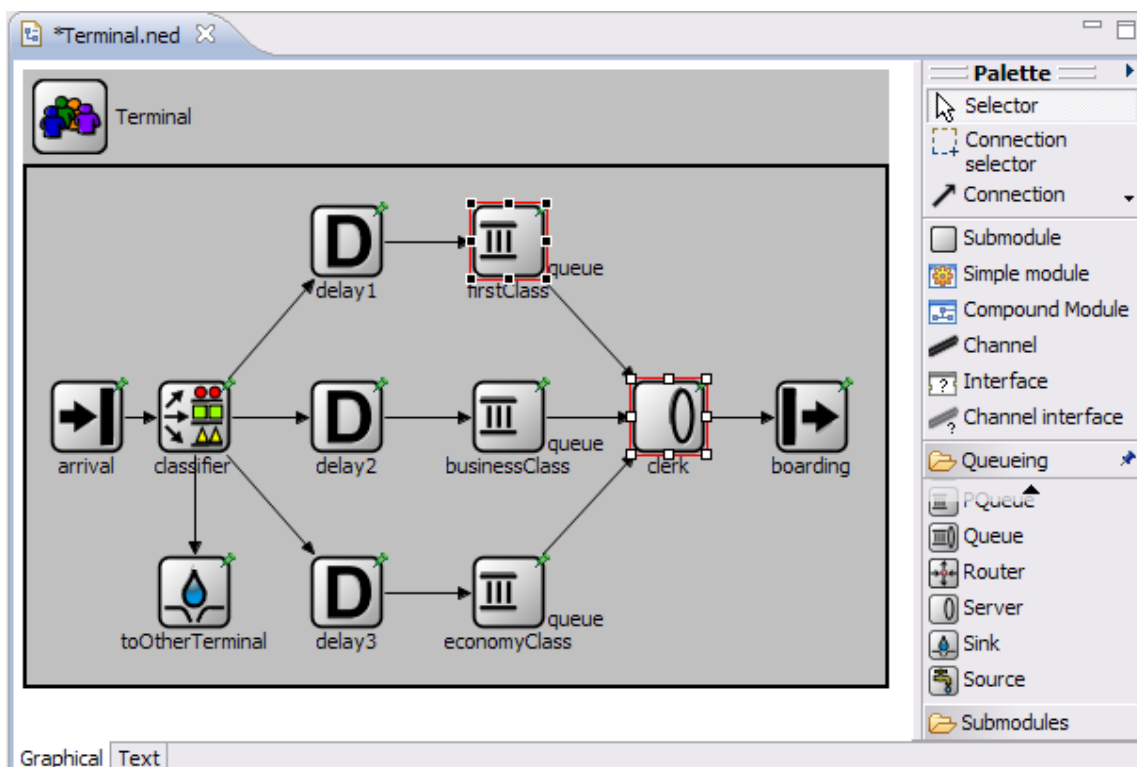 *Terminal.ned
Palette
Selector
Connection
selector
Connection
Submodule
Simple module
Compound Module
Channel
Interface
Channel interface
Queueing
PQueue
Queue
Router
Server
Sink
Source
Submodules
Terminal
D
delay1
queue
firstClass
arrival
classifier
D
delay2
queue
businessClass
clerk
boarding
toOtherTerminal
D
delay3
queue
economyClass
Graphical
Text